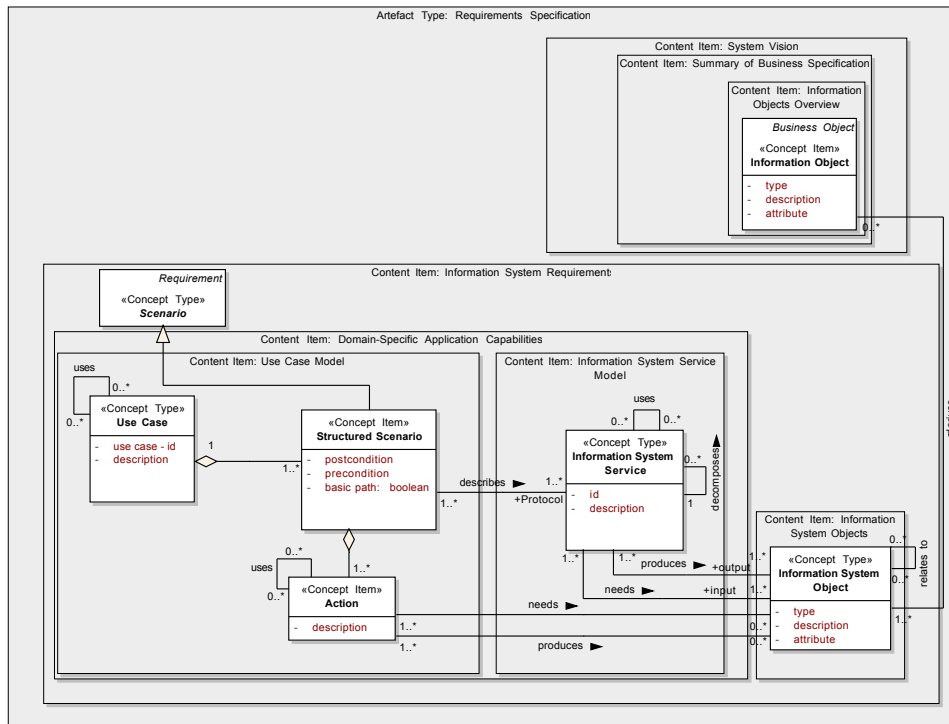 Artefact Type: Requirements Specification
Content Item: System Vision
Content Item: Summary of Business Specification
Content Item: Information
Objects Overview
Business Object
«Concept Item»
Information Object
- type
- description
- attribute
0..*
Content Item: Information System Requirements
Requirement
«Concept Type»
Scenario
Content Item: Domain-Specific Application Capabilities
Content Item: Use Case Model
uses
0..*
0..*
«Concept Type»
Use Case
- use case - id
- description
1
1..*
«Concept Item»
Structured Scenario
- postcondition
- precondition
- basic path: boolean
1..*
describes
1..*
+Protocol
Content Item: Information System Service
Model
uses
0..*
0..*
«Concept Type»
Information System
Service
- id
- description
0..*
1
decomposes
1..*
1..*
produces
+output
1..*
needs
+input
1..*
uses
0..*
0..*
1..*
«Concept Item»
Action
- description
needs
1..*
0..*
produces
1..*
0..*
Content Item: Information
System Objects
«Concept Type»
Information System
Object
- type
- description
- attribute
0..*
0..*
relates to
1..*